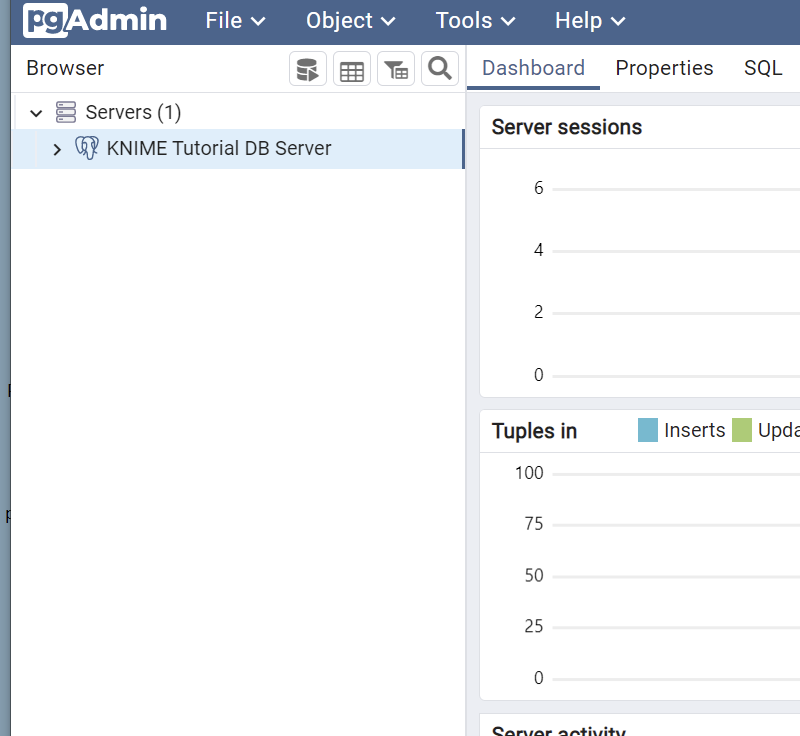 pgAdmin File Object Tools Help
Browser
Dashboard Properties SQL
Servers (1)
KNIME Tutorial DB Server
Server sessions
6
4
2
0
Tuples in Inserts Upda
100
75
50
25
0
Server activity